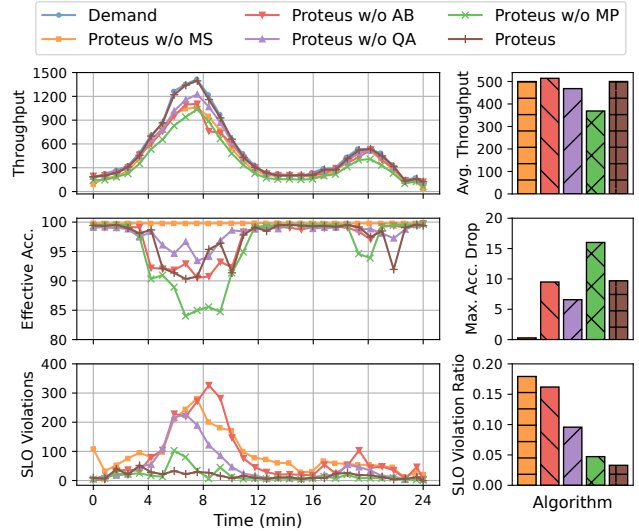 Demand
Proteus w/o MS
Proteus w/o AB
Proteus w/o QA
Proteus w/o MP
Proteus
Throughput
1500
1200
900
600
300
0
Avg. Throughput
500
400
300
200
100
0
Effective Acc.
100
95
90
85
80
Max. Acc. Drop
20
15
10
5
0
SLO Violations
400
300
200
100
0
0 4 8 12 16 20 24
Time (min)
SLO Violation Ratio
0.20
0.15
0.10
0.05
0.00
Algorithm